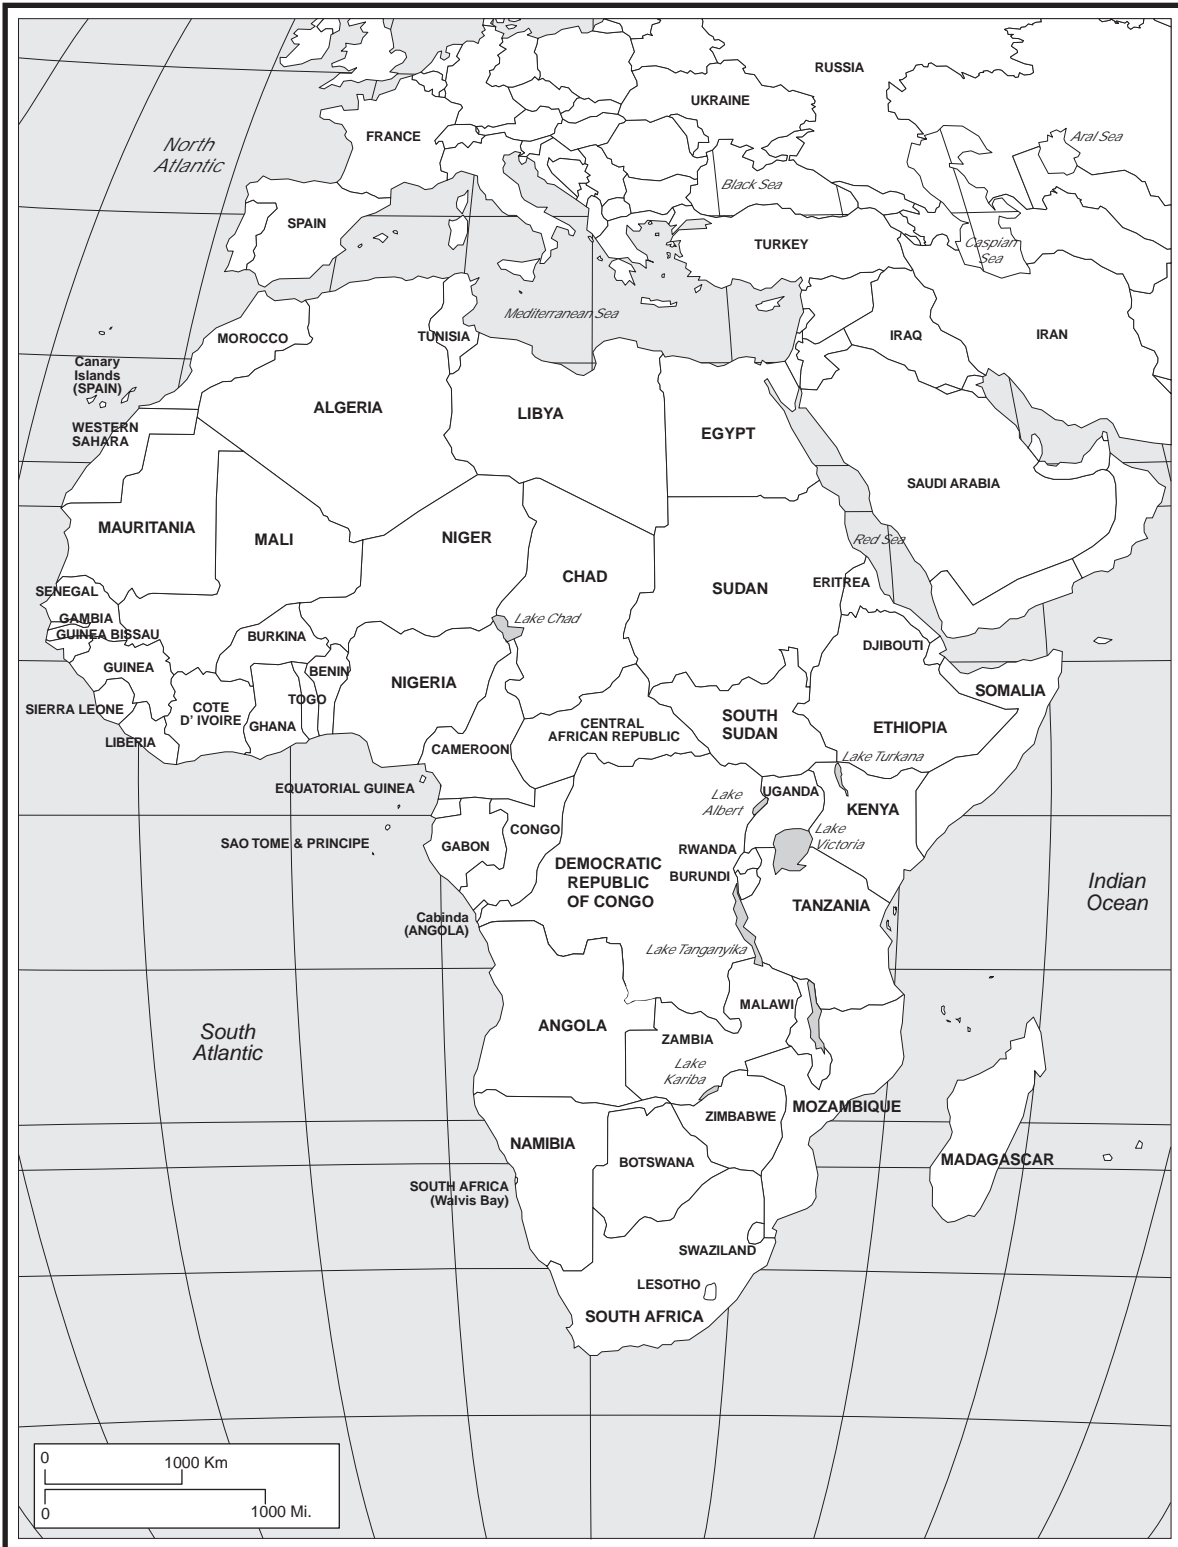 RUSSIA
UKRAINE
FRANCE
North
Atlantic
Aral Sea
Black Sea
SPAIN
TURKEY
Caspian
Sea
Mediterranean Sea
MOROCCO
TUNISIA
IRAQ
IRAN
Canary
Islands
(SPAIN)
ALGERIA
LIBYA
EGYPT
WESTERN
SAHARA
SAUDI ARABIA
MAURITANIA
MALI
NIGER
Red Sea
CHAD
SUDAN
ERITREA
SENEGAL
GAMBIA
Lake Chad
GUINEA BISSAU
BURKINA
DJIBOUTI
GUINEA
BENIN
NIGERIA
SOMALIA
TOGO
SIERRA LEONE
COTE
D' IVOIRE
GHANA
CENTRAL
AFRICAN REPUBLIC
SOUTH
SUDAN
ETHIOPIA
LIBERIA
CAMEROON
Lake Turkana
EQUATORIAL GUINEA
Lake
Albert
UGANDA
KENYA
CONGO
Lake
Victoria
SAO TOME & PRINCIPE
GABON
RWANDA
DEMOCRATIC
REPUBLIC
OF CONGO
BURUNDI
Indian
Ocean
TANZANIA
Cabinda
(ANGOLA)
Lake Tanganyika
MALAWI
ANGOLA
South
Atlantic
ZAMBIA
Lake
Kariba
MOZAMBIQUE
ZIMBABWE
NAMIBIA
BOTSWANA
MADAGASCAR
SOUTH AFRICA
(Walvis Bay)
SWAZILAND
LESOTHO
SOUTH AFRICA
0
1000 Km
0
1000 Mi.